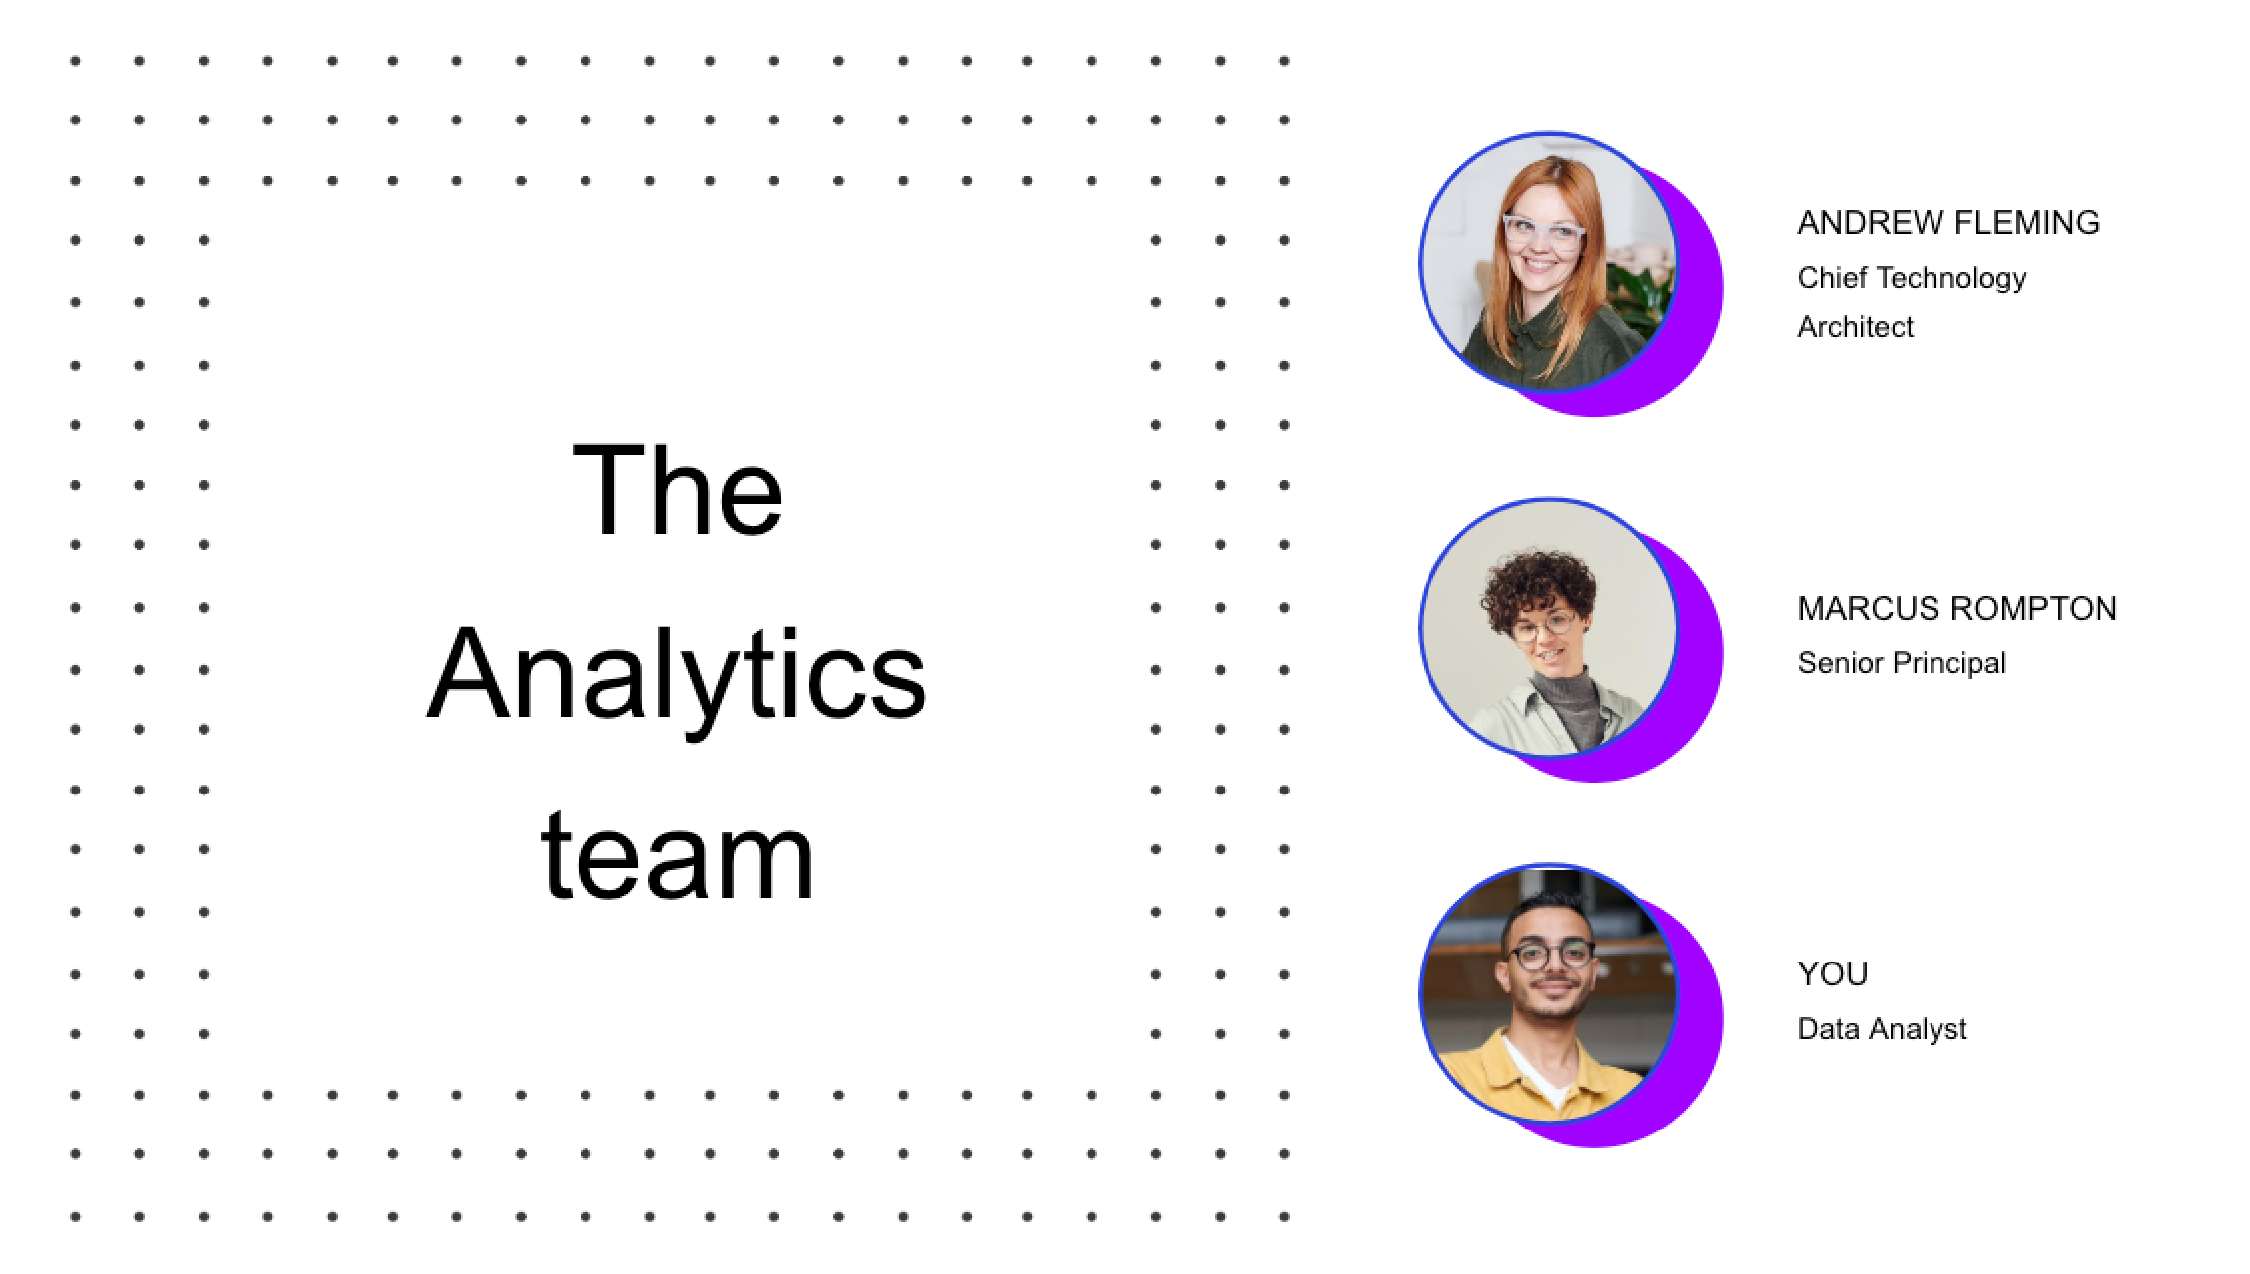 The
Analytics
team
ANDREW FLEMING
Chief Technology
Architect
MARCUS ROMPTON
Senior Principal
YOU
Data Analyst